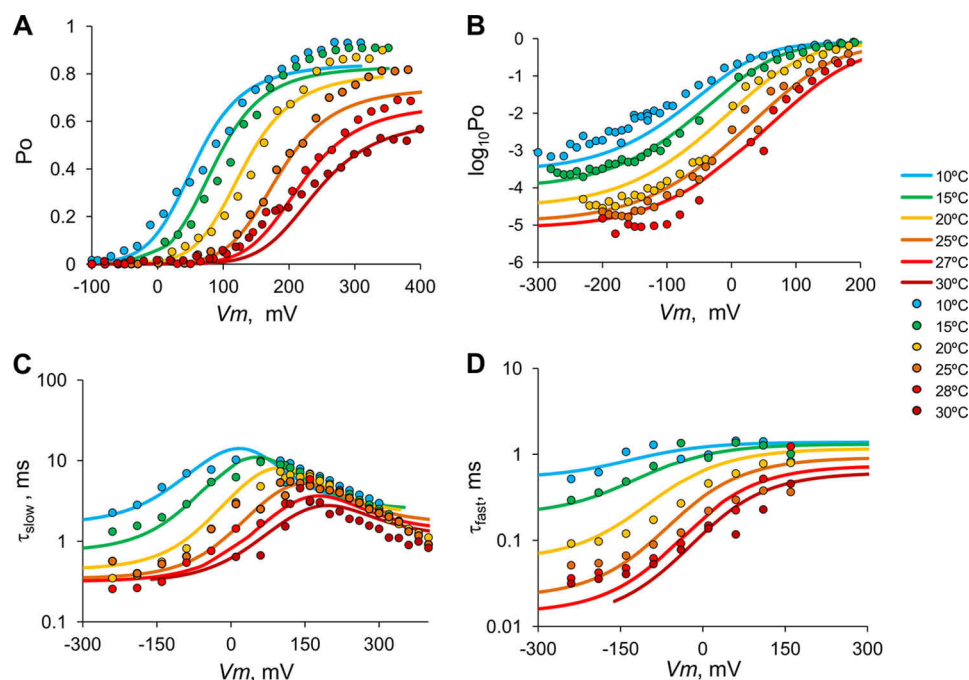 A
1
0.8
0.6
0.4
0.2
0
Po
-100 0 100 200 300 400
Vm, mV
B
0
-1
-2
-3
-4
-5
-6
log10Po
-300 -200 -100 0 100 200
Vm, mV
C
100
10
1
0.1
τslow, ms
-300 -150 0 150 300
Vm, mV
D
10
1
0.1
0.01
τfast, ms
-300 -150 0 150 300
Vm, mV
10ºC
15ºC
20ºC
25ºC
27ºC
30ºC
10ºC
15ºC
20ºC
25ºC
28ºC
30ºC